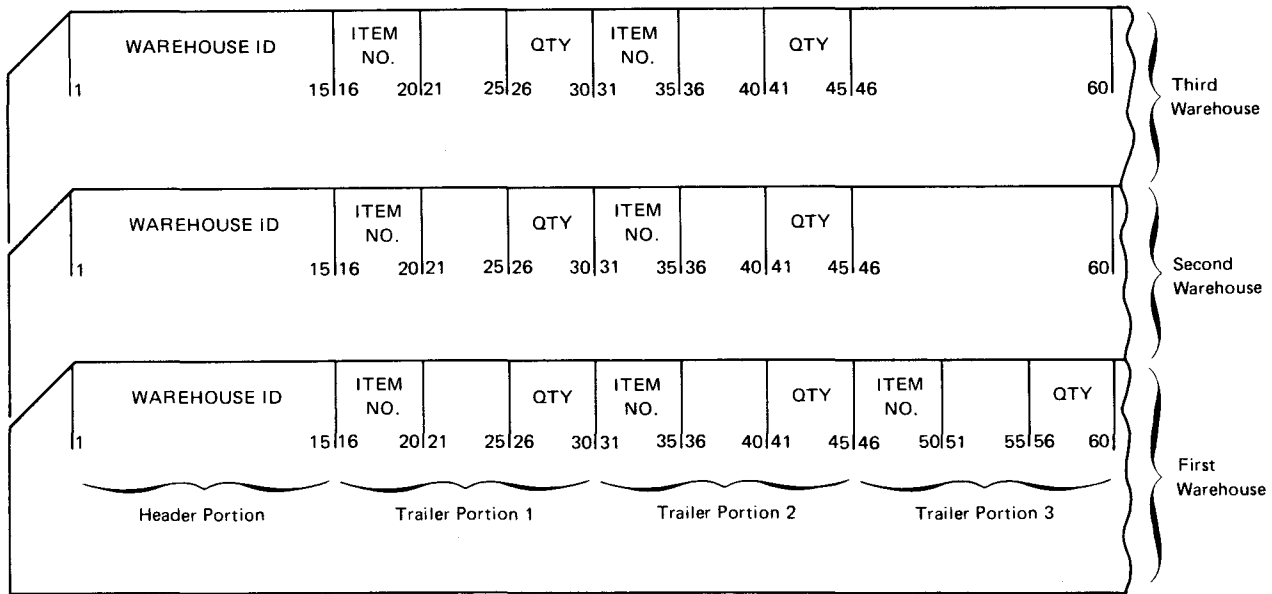 WAREHOUSE ID ITEM NO. QTY ITEM NO. QTY
1 15 16 20 21 25 26 30 31 35 36 40 41 45 46 60
Third
Warehouse
WAREHOUSE ID ITEM NO. QTY ITEM NO. QTY
1 15 16 20 21 25 26 30 31 35 36 40 41 45 46 60
Second
Warehouse
WAREHOUSE ID ITEM NO. QTY ITEM NO. QTY ITEM NO. QTY
1 15 16 20 21 25 26 30 31 35 36 40 41 45 46 50 51 55 56 60
First
Warehouse
Header Portion Trailer Portion 1 Trailer Portion 2 Trailer Portion 3